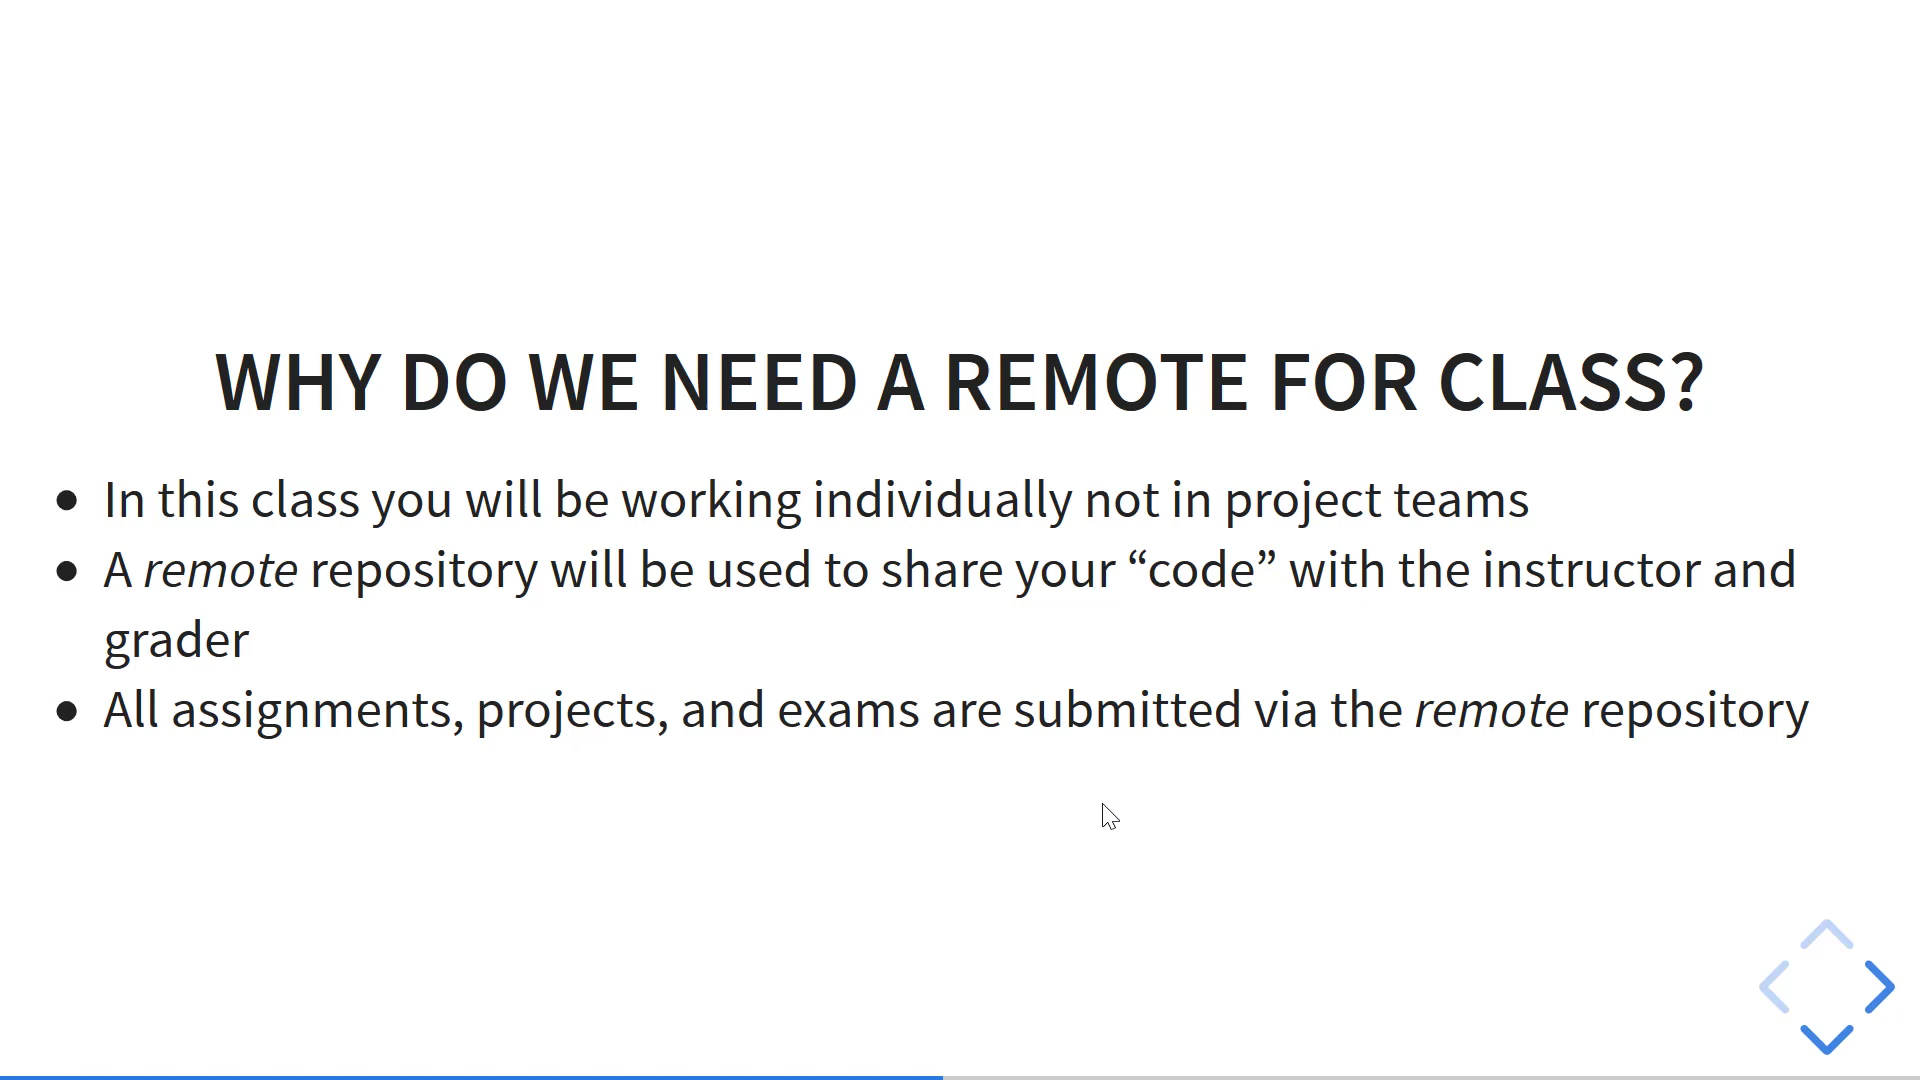 WHY DO WE NEED A REMOTE FOR CLASS?
In this class you will be working individually not in project teams
A remote repository will be used to share your “code” with the instructor and
grader
All assignments, projects, and exams are submitted via the remote repository